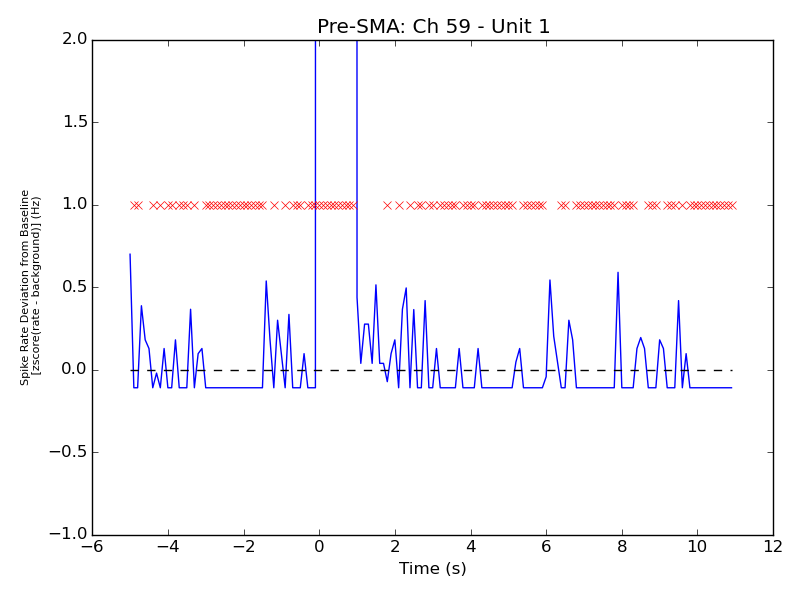 Pre-SMA: Ch 59 - Unit 1
2.0
1.5
1.0
0.5
0.0
−0.5
−1.0
Spike Rate Deviation from Baseline
[zscore(rate - background)] (Hz)
−6 −4 −2 0 2 4 6 8 10 12
Time (s)